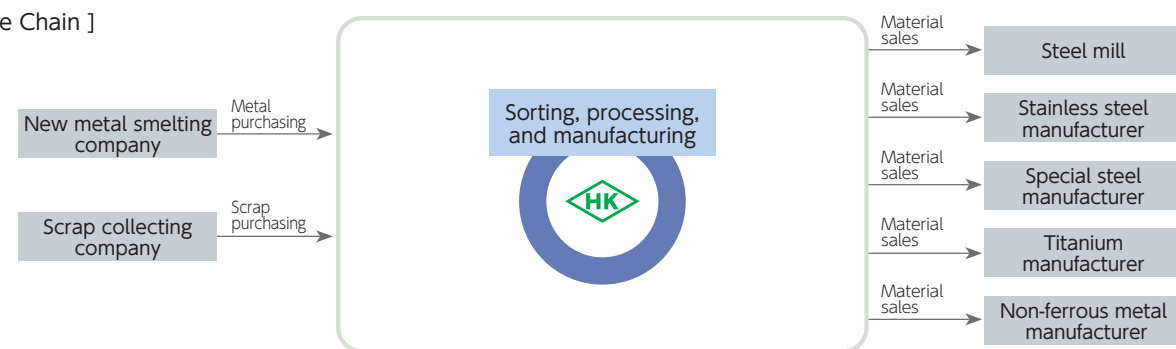 e Chain ]
New metal smelting
company
Metal
purchasing
Scrap collecting
company
Scrap
purchasing
Sorting, processing,
and manufacturing
HK
Material
sales
Steel mill
Material
sales
Stainless steel
manufacturer
Material
sales
Special steel
manufacturer
Material
sales
Titanium
manufacturer
Material
sales
Non-ferrous metal
manufacturer